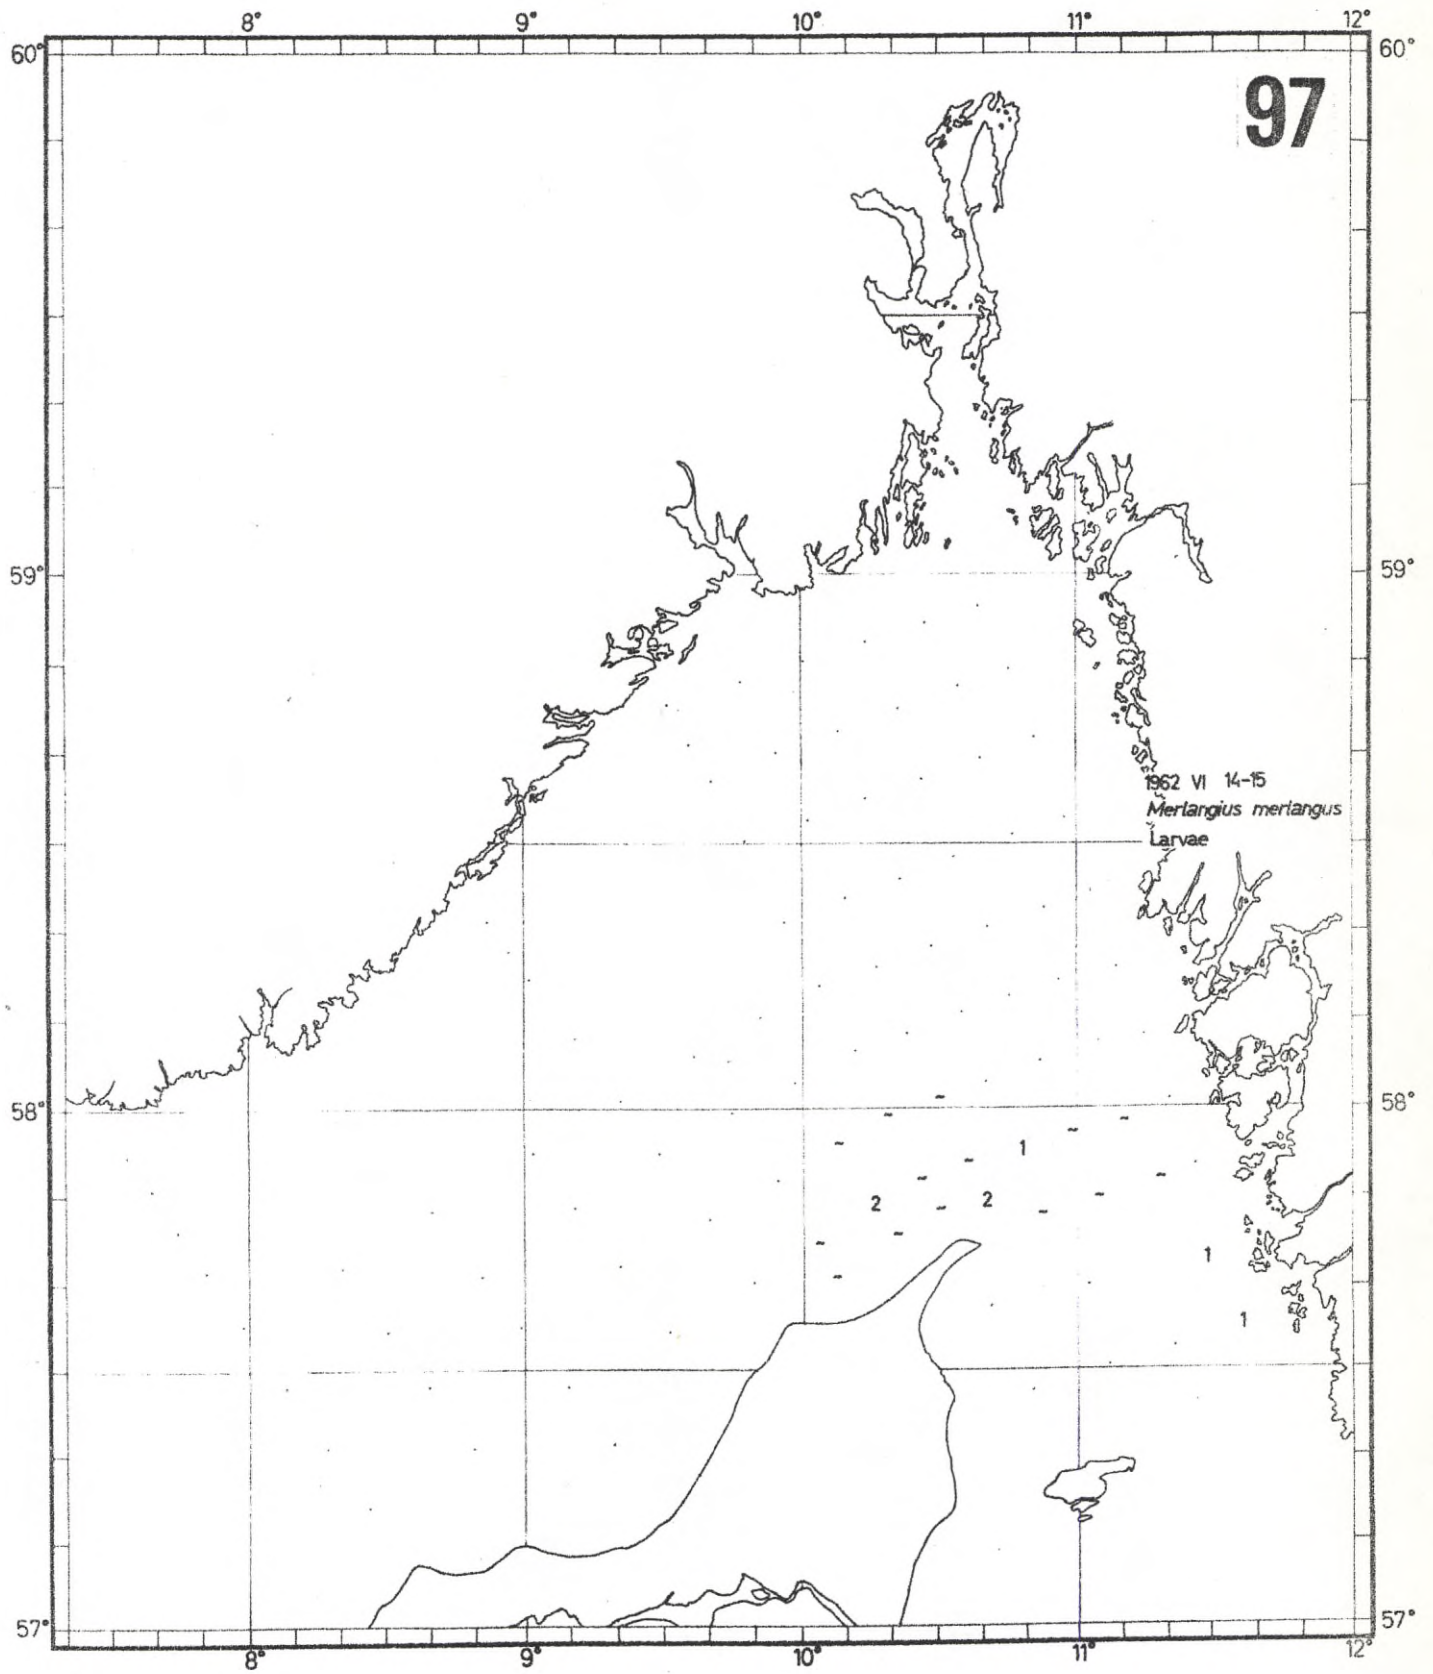 8° 9° 10° 11° 12°
60° 60°
97
59° 59°
1962 VI 14-15
Merlangius merlangus
Larvae
58° 58°
~ ~
~ ~ ~
~ 1
~ ~
2 ~ 2 ~ ~
~ ~
1
~
1
57° 57°
8° 9° 10° 11° 12°